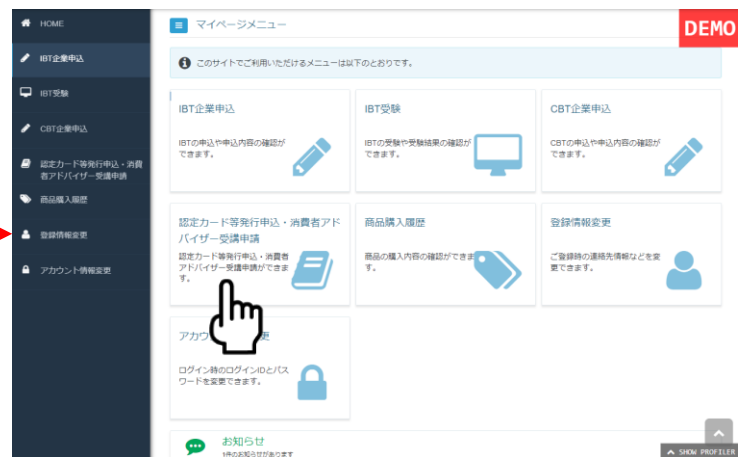 HOME
IBT企業申込
IBT受験
CBT企業申込
認定カード等発行申込・消費
者アドバイザー受講申請
商品購入履歴
登録情報変更
アカウント情報変更
マイページメニュー
DEMO
このサイトでご利用いただけるメニューは以下のとおりです。
IBT企業申込
IBTの申込や申込内容の確認が
できます。
IBT受験
IBTの受験や受験結果の確認が
できます。
CBT企業申込
CBTの申込や申込内容の確認が
できます。
認定カード等発行申込・消費者アド
バイザー受講申請
認定カード等発行申込・消費者
アドバイザー受講申請ができま
す。
商品購入履歴
商品の購入内容の確認ができま
す。
登録情報変更
ご登録時の連絡先情報などを変
更できます。
アカウ 更
ログイン時のログインIDとパス
ワードを変更できます。
お知らせ
1件のお知らせがあります
SHOW PROFILER